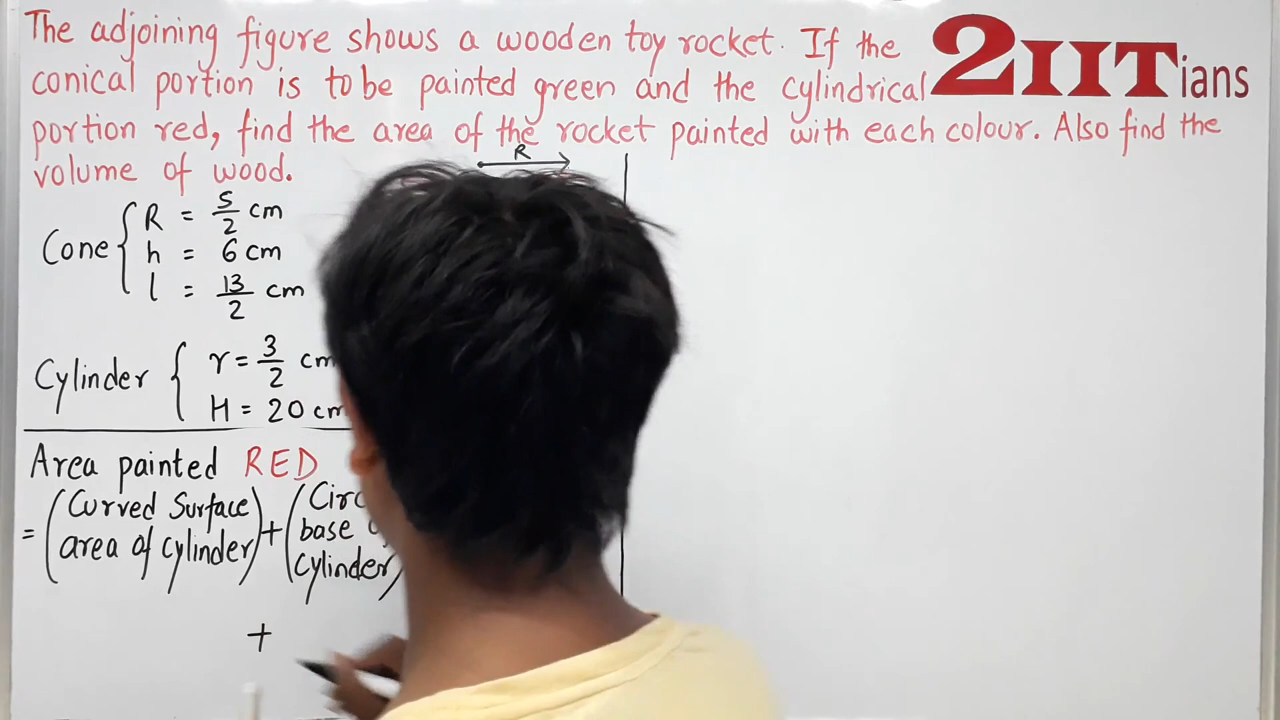 The adjoining figure shows a wooden toy rocket. If the
conical portion is to be painted green and the cylindrical
portion red, find the area of the rocket painted with each colour. Also find the
volume of wood.
2IITians
R
Cone { R = 5/2 cm
h = 6 cm
l = 13/2 cm
Cylinder { r = 3/2 cm
H = 20 cm
Area painted RED
= (Curved Surface area of cylinder) + ( base cylinder)
+